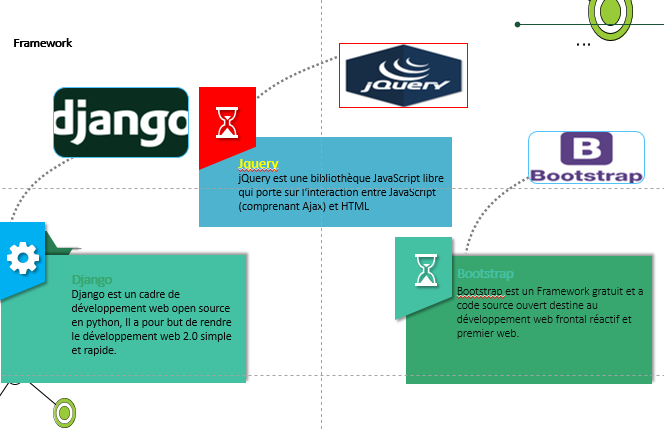 Framework
...
jQuery
django
B
Bootstrap
Jquery
jQuery est une bibliothèque JavaScript libre
qui porte sur l'interaction entre JavaScript
(comprenant Ajax) et HTML
Django
Django est un cadre de
développement web open source
en python, Il a pour but de rendre
le développement web 2.0 simple
et rapide.
Bootstrap
Bootstrap est un Framework gratuit et a
code source ouvert destine au
développement web frontal réactif et
premier web.